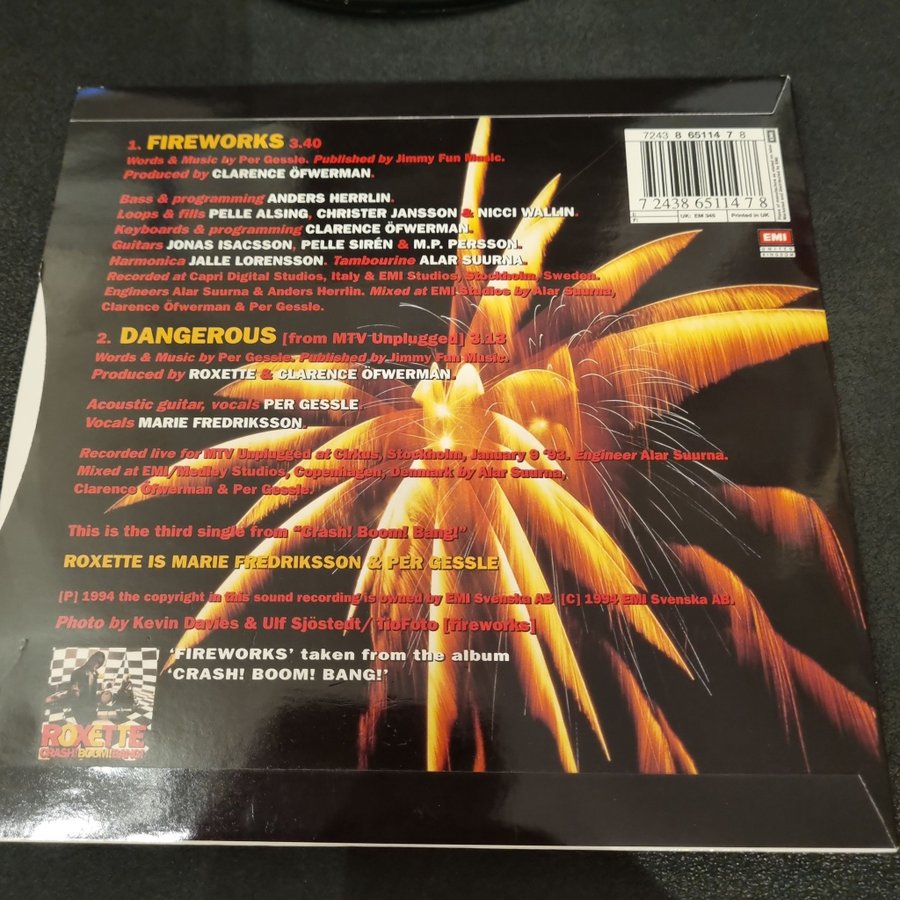 1. FIREWORKS 3.40
Words & Music by Per Gessle. Published by Jimmy Fun Music.
Produced by CLARENCE ÖFWERMAN.
Bass & programming ANDERS HERRLIN.
Loops & fills PELLE ALSING, CHRISTER JANSSON & NICCI WALLIN.
Keyboards & programming CLARENCE ÖFWERMAN.
Guitars JONAS ISACSSON, PELLE SIRÉN & M.P. PERSSON.
Harmonica JALLE LORENSSON. Tambourine ALAR SUURNA.
Recorded at Capri Digital Studios, Italy & EMI Studios, Stockholm, Sweden.
Engineers Alar Suurna & Anders Herrlin. Mixed at EMI Studios by Alar Suurna,
Clarence Öfwerman & Per Gessle.
2. DANGEROUS [from MTV Unplugged] 3.13
Words & Music by Per Gessle. Published by Jimmy Fun Music.
Produced by ROXETTE & CLARENCE ÖFWERMAN.
Acoustic guitar, vocals PER GESSLE.
Vocals MARIE FREDRIKSSON.
Recorded live for MTV Unplugged at Cirkus, Stockholm, January 9 '93. Engineer Alar Suurna.
Mixed at EMI/Medley Studios, Copenhagen, Denmark by Alar Suurna,
Clarence Öfwerman & Per Gessle.
This is the third single from "Crash! Boom! Bang!"
ROXETTE IS MARIE FREDRIKSSON & PER GESSLE
[P] 1994 the copyright in this sound recording is owned by EMI Svenska AB. [C] 1994 EMI Svenska AB.
Photo by Kevin Davies & Ulf Sjöstedt/TioFoto [fireworks]
'FIREWORKS' taken from the album
'CRASH! BOOM! BANG!'
ROXETTE
CRASH! BOOM! BANG!
7243 8 65114 7 8
7 24386 51147 8
UK: EM 345 Printed in UK
EMI
UNITED
KINGDOM